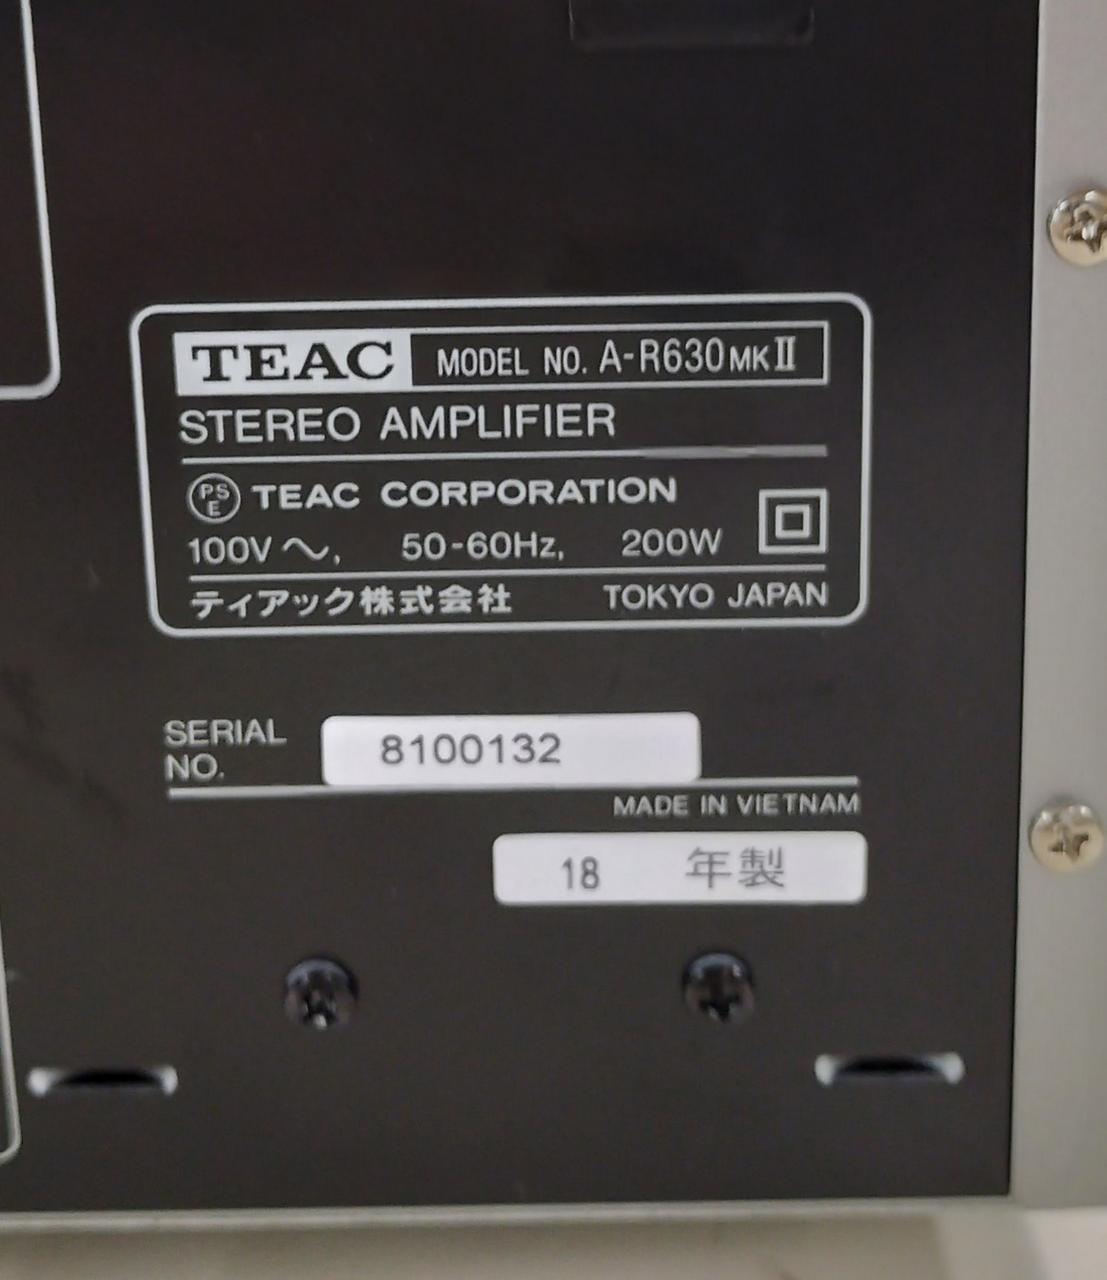 TEAC MODEL NO. A-R630MKⅡ
STEREO AMPLIFIER
PSE TEAC CORPORATION
100V〜, 50-60Hz, 200W
ティアック株式会社 TOKYO JAPAN
SERIAL NO. 8100132
MADE IN VIETNAM
18 年製